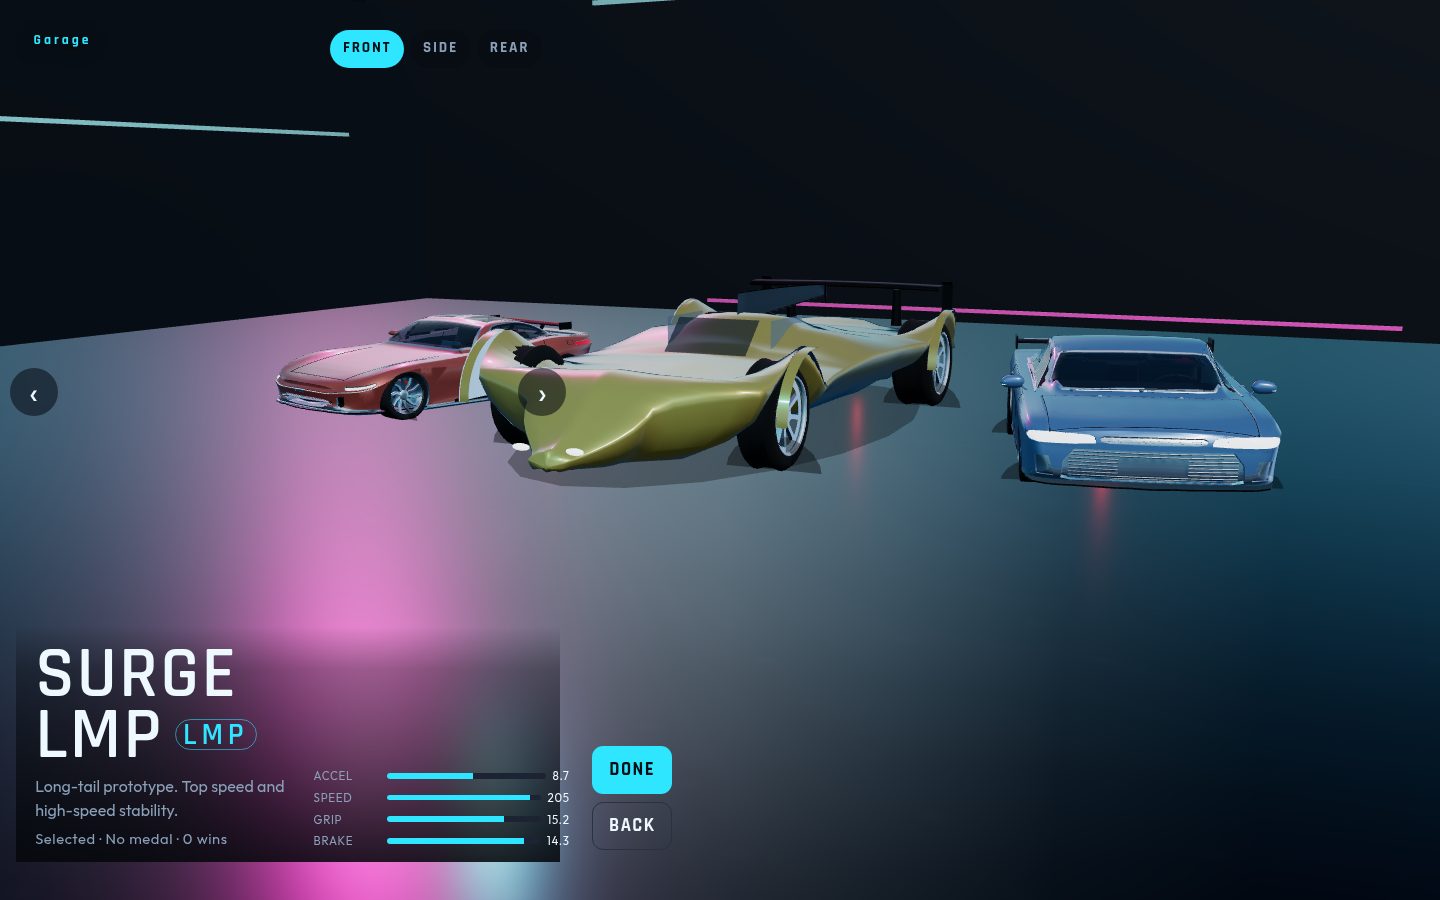 Garage
FRONT
SIDE
REAR
SURGE
LMP LMP
Long-tail prototype. Top speed and
high-speed stability.
Selected · No medal · 0 wins
ACCEL 8.7
SPEED 205
GRIP 15.2
BRAKE 14.3
DONE
BACK